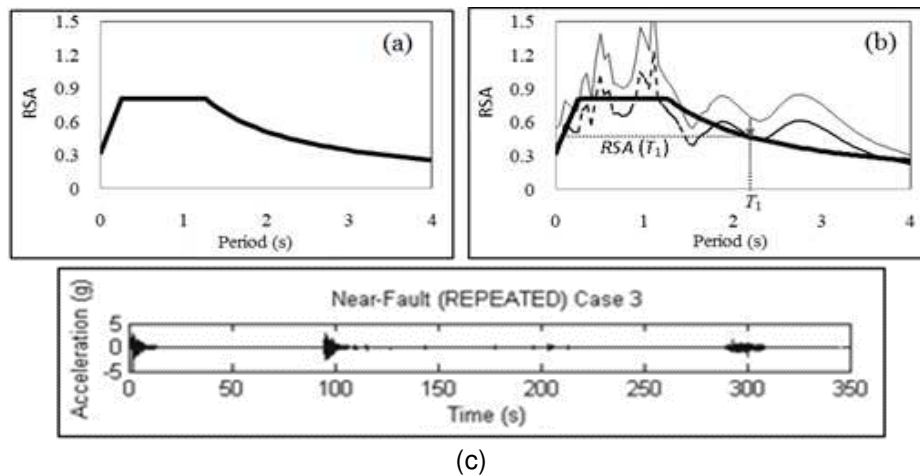 (a)
RSA
1.5
1.2
0.9
0.6
0.3
0
0 1 2 3 4
Period (s)
(b)
RSA
1.5
1.2
0.9
0.6
0.3
0
RSA (T₁)
T₁
0 1 2 3 4
Period (s)
Near-Fault (REPEATED) Case 3
Acceleration (g)
5
0
-5
0 50 100 150 200 250 300 350
Time (s)
(c)